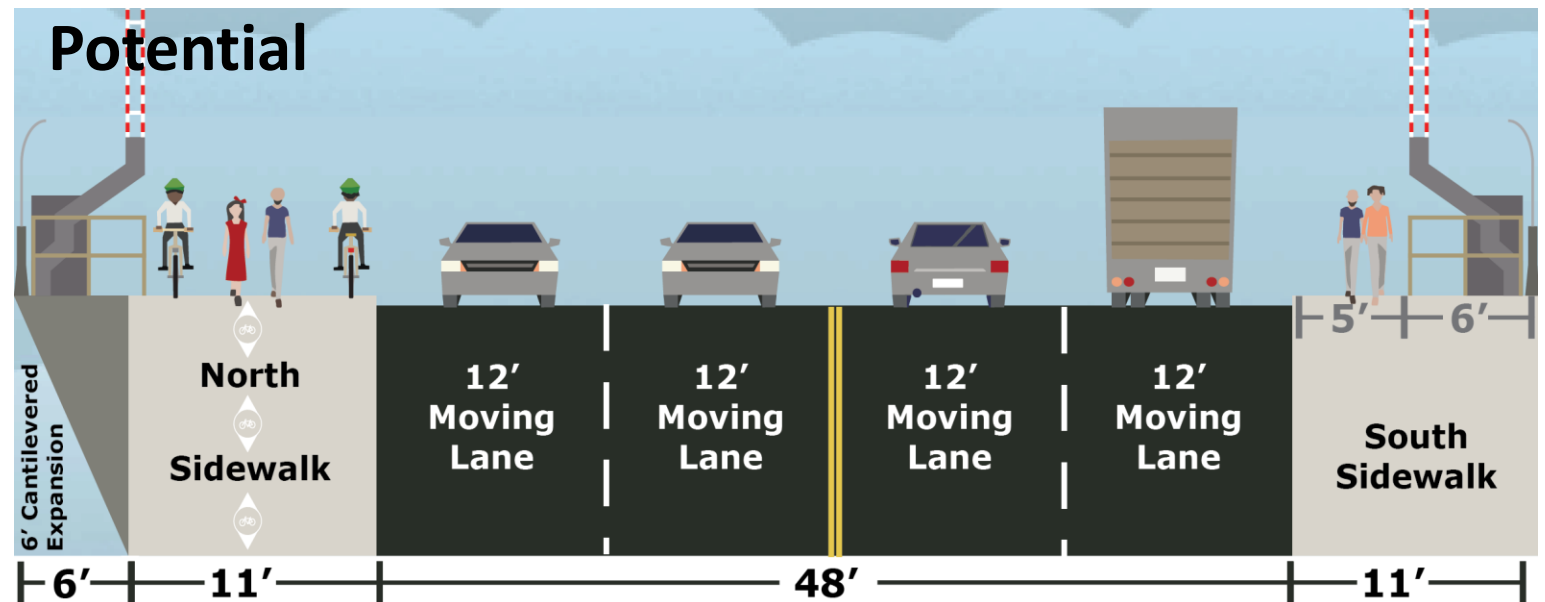 Potential
6’ Cantilevered
Expansion
North
Sidewalk
12’
Moving
Lane
12’
Moving
Lane
12’
Moving
Lane
12’
Moving
Lane
5’
6’
South
Sidewalk
6’
11’
48’
11’